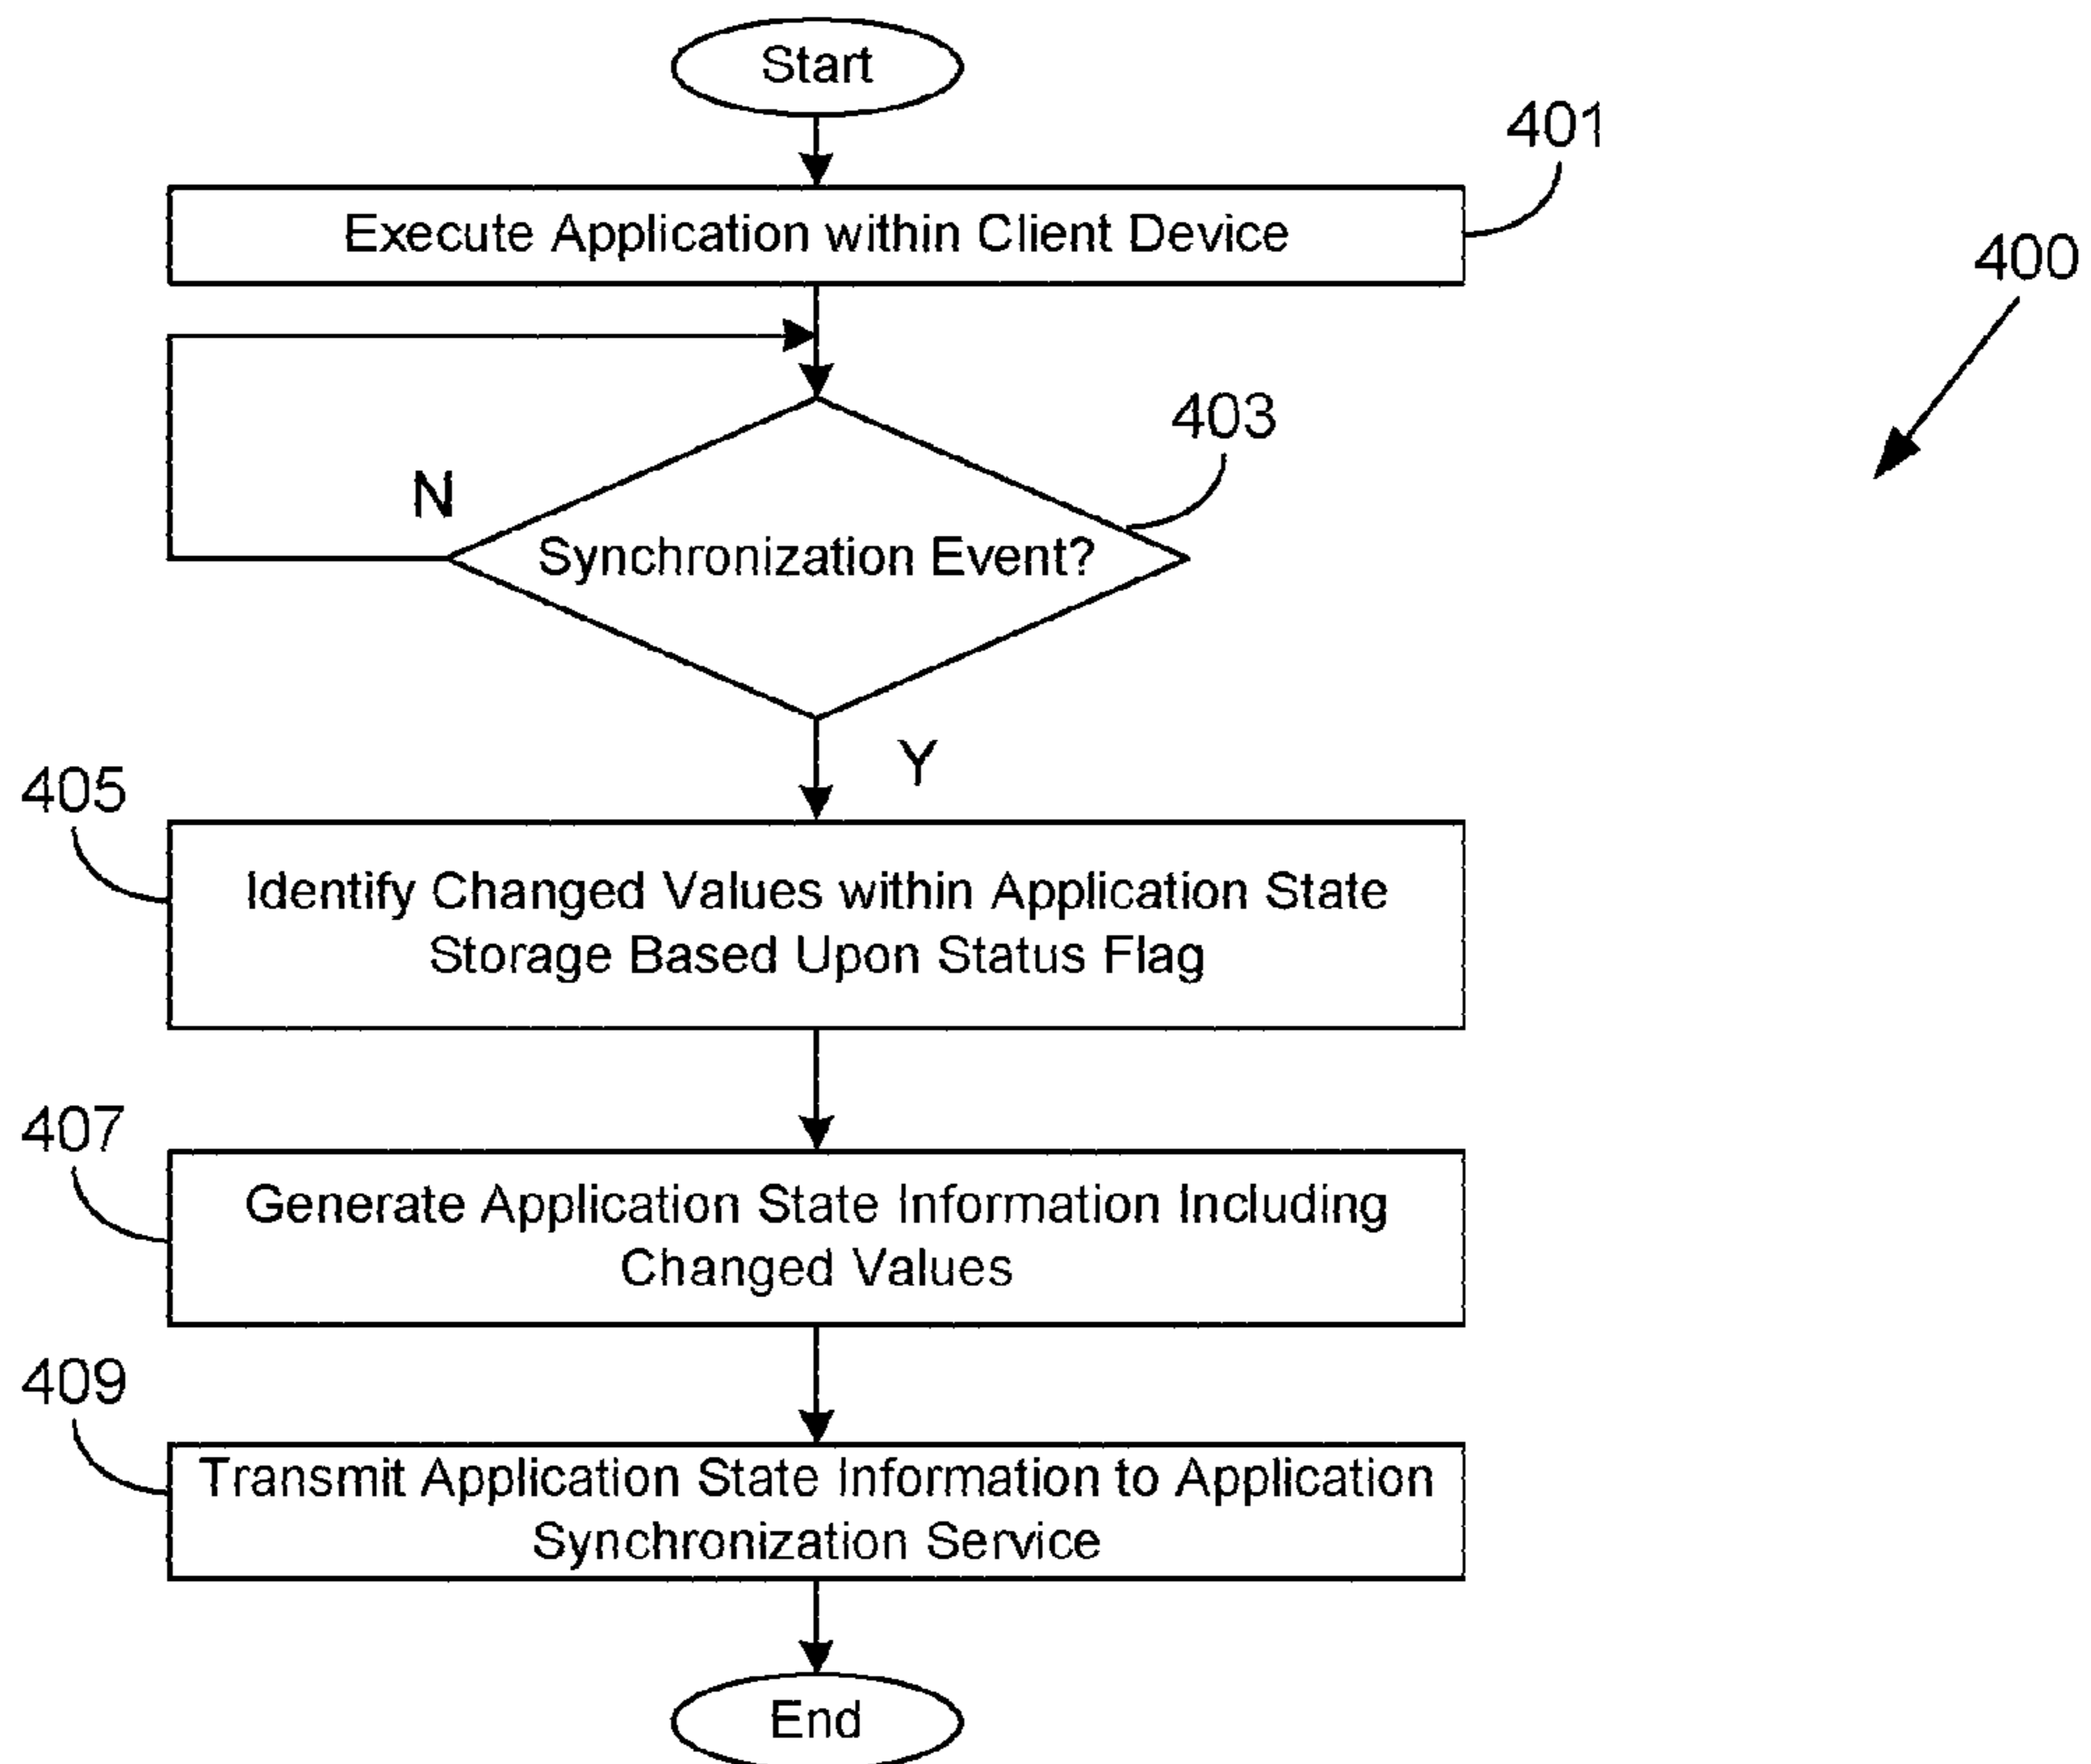 Start
401
Execute Application within Client Device
400
403
N
Synchronization Event?
Y
405
Identify Changed Values within Application State
Storage Based Upon Status Flag
407
Generate Application State Information Including
Changed Values
409
Transmit Application State Information to Application
Synchronization Service
End